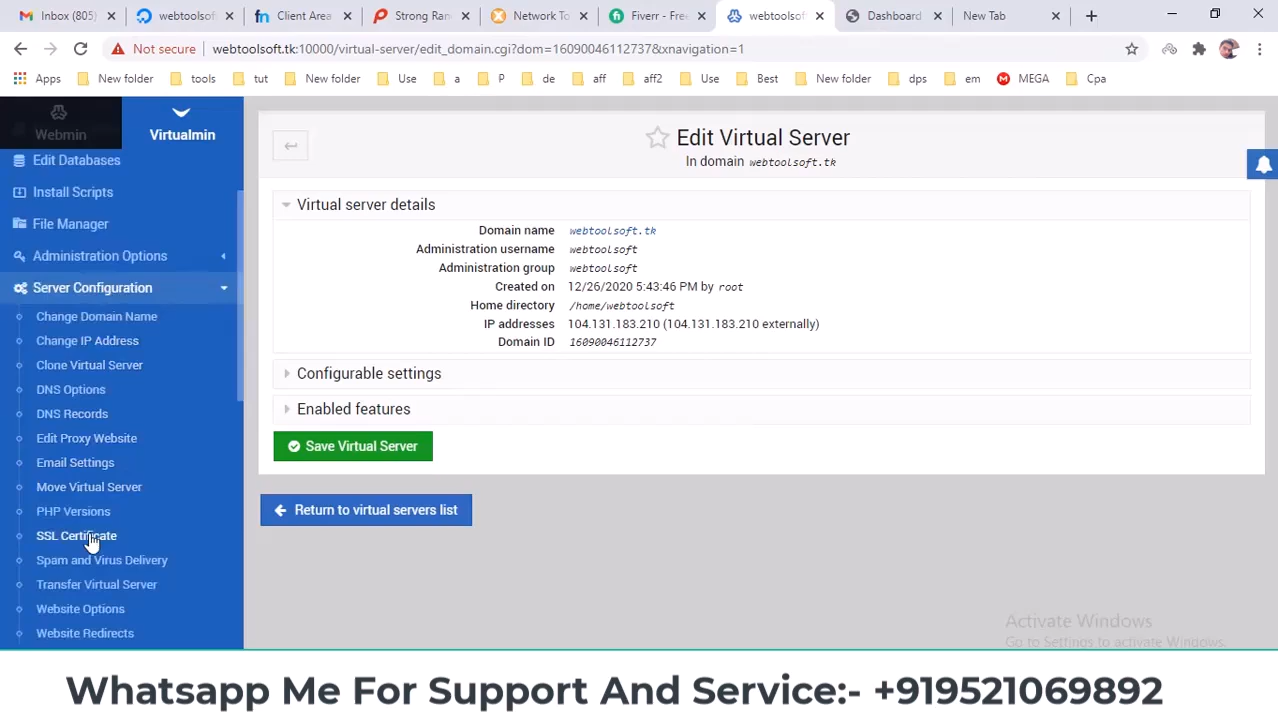 Inbox (805)
webtoolsoft
Client Area
Strong Ran
Network To
Fiverr - Free
webtoolsoft
Dashboard
New Tab
Not secure
webtoolsoft.tk:10000/virtual-server/edit_domain.cgi?dom=160900461127378&xnavigation=1
Apps
New folder
tools
tut
New folder
Use
a
P
de
aff
aff2
Use
Best
New folder
dps
em
MEGA
Cpa
Webmin
Virtualmin
Edit Databases
Install Scripts
File Manager
Administration Options
Server Configuration
Change Domain Name
Change IP Address
Clone Virtual Server
DNS Options
DNS Records
Edit Proxy Website
Email Settings
Move Virtual Server
PHP Versions
SSL Certificate
Spam and Virus Delivery
Transfer Virtual Server
Website Options
Website Redirects
Edit Virtual Server
In domain webtoolsoft.tk
Virtual server details
Domain name webtoolsoft.tk
Administration username webtoolsoft
Administration group webtoolsoft
Created on 12/26/2020 5:43:46 PM by root
Home directory /home/webtoolsoft
IP addresses 104.131.183.210 (104.131.183.210 externally)
Domain ID 16090046112737
Configurable settings
Enabled features
Save Virtual Server
Return to virtual servers list
Activate Windows
Go to Settings to activate Windows.
Whatsapp Me For Support And Service:- +919521069892